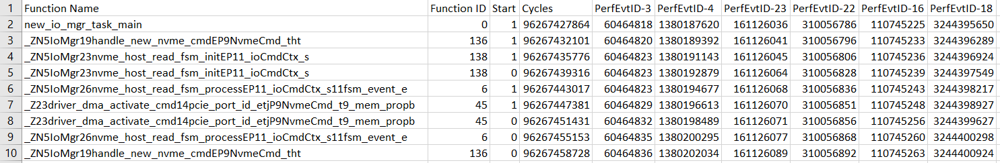 1 Function Name Function ID Start Cycles PerfEvtID-3 PerfEvtID-4 PerfEvtID-23 PerfEvtID-22 PerfEvtID-16 PerfEvtID-18
2 new_io_mgr_task_main 0 1 96267427864 60464818 1380187620 161126036 310056786 110745225 3244395650
3 _ZN5IoMgr19handle_new_nvme_cmdEP9NvmeCmd_tht 136 1 96267432101 60464820 1380189392 161126041 310056796 110745233 3244396289
4 _ZN5IoMgr23nvme_host_read_fsm_initEP11_ioCmdCtx_s 138 1 96267435776 60464823 1380191143 161126045 310056806 110745236 3244396924
5 _ZN5IoMgr23nvme_host_read_fsm_initEP11_ioCmdCtx_s 138 0 96267439316 60464823 1380192879 161126064 310056828 110745239 3244397549
6 _ZN5IoMgr26nvme_host_read_fsm_processEP11_ioCmdCtx_s11fsm_event_e 6 1 96267443017 60464823 1380194677 161126068 310056836 110745243 3244398217
7 _Z23driver_dma_activate_cmd14pcie_port_id_etjP9NvmeCmd_t9_mem_propb 45 1 96267447381 60464829 1380196613 161126070 310056851 110745248 3244398927
8 _Z23driver_dma_activate_cmd14pcie_port_id_etjP9NvmeCmd_t9_mem_propb 45 0 96267451431 60464832 1380198489 161126071 310056856 110745256 3244399627
9 _ZN5IoMgr26nvme_host_read_fsm_processEP11_ioCmdCtx_s11fsm_event_e 6 0 96267455153 60464835 1380200295 161126077 310056868 110745260 3244400298
10 _ZN5IoMgr19handle_new_nvme_cmdEP9NvmeCmd_tht 136 0 96267458728 60464836 1380202034 161126089 310056892 110745263 3244400924